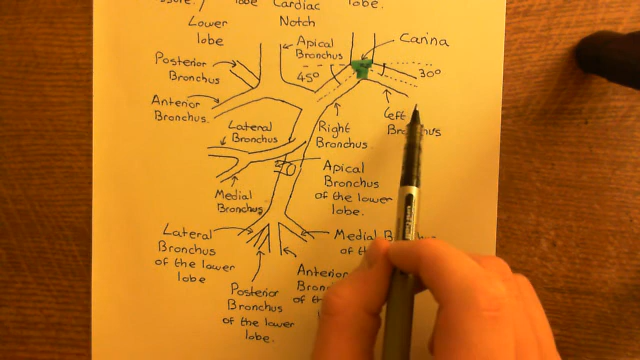 lobe Cardiac lobe.
Lower Notch
lobe
Apical
Bronchus
Carina
Posterior
Bronchus
45°
30°
Anterior
Bronchus.
Left
Lateral
Bronchus
Right
Bronchus.
Medial
Bronchus
Apical
Bronchus
of the lower
lobe.
Lateral
Bronchus
of the lower
lobe
Medial
Posterior
Bronchus
of the lower
lobe.
Anterior